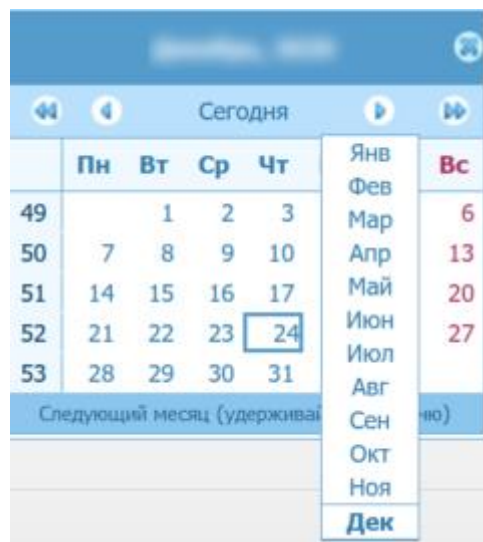 Сегодня
Пн Вт Ср Чт Вс
49 1 2 3 6
50 7 8 9 10 13
51 14 15 16 17 20
52 21 22 23 24 27
53 28 29 30 31
Следующий месяц
Янв
Фев
Мар
Апр
Май
Июн
Июл
Авг
Сен
Окт
Ноя
Дек